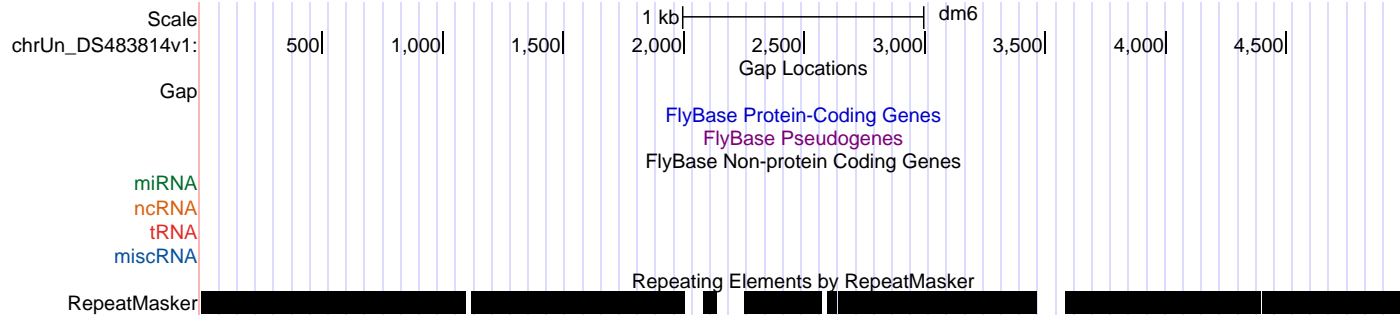 Scale 1 kb dm6
chrUn_DS483814v1: 500 1,000 1,500 2,000 2,500 3,000 3,500 4,000 4,500
Gap Locations
Gap
FlyBase Protein-Coding Genes
FlyBase Pseudogenes
FlyBase Non-protein Coding Genes
miRNA
ncRNA
tRNA
miscRNA
Repeating Elements by RepeatMasker
RepeatMasker